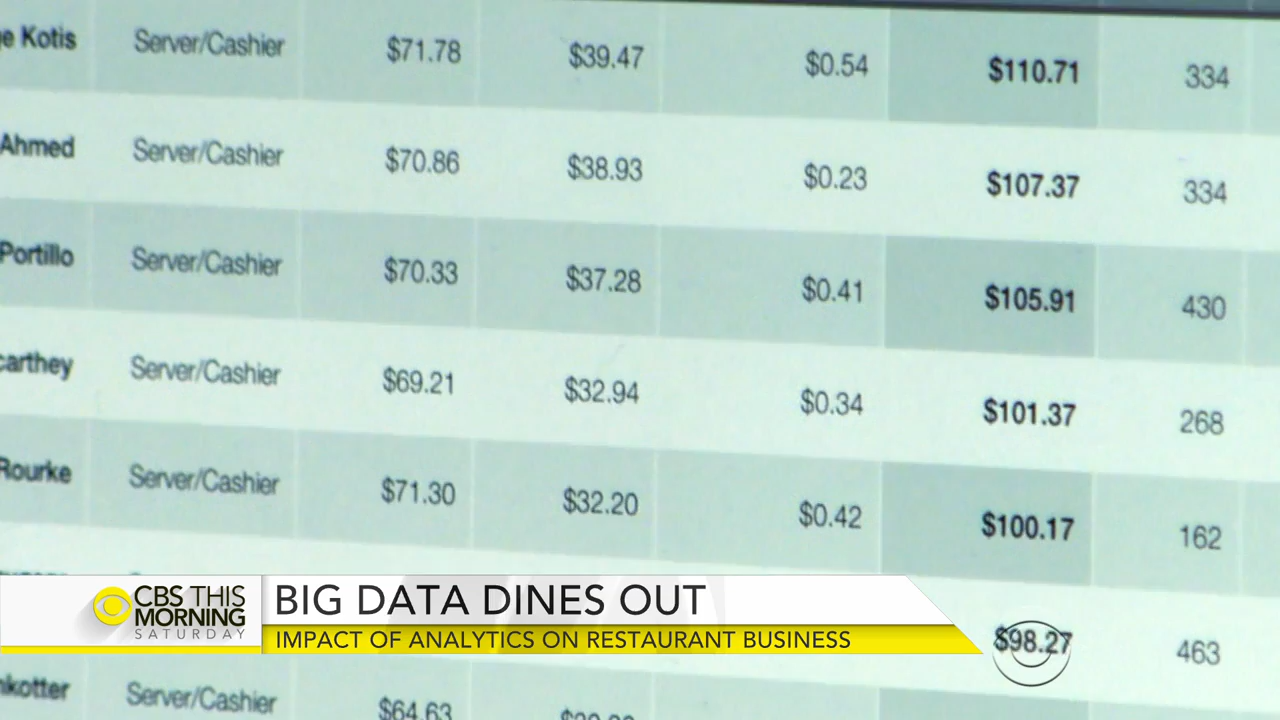 e Kotis Server/Cashier $71.78 $39.47 $0.54 $110.71 334
Ahmed Server/Cashier $70.86 $38.93 $0.23 $107.37 334
Portillo Server/Cashier $70.33 $37.28 $0.41 $105.91 430
carthey Server/Cashier $69.21 $32.94 $0.34 $101.37 268
Rourke Server/Cashier $71.30 $32.20 $0.42 $100.17 162
$98.27 463
CBS THIS
MORNING
SATURDAY
BIG DATA DINES OUT
IMPACT OF ANALYTICS ON RESTAURANT BUSINESS
nkotter Server/Cashier $64.63